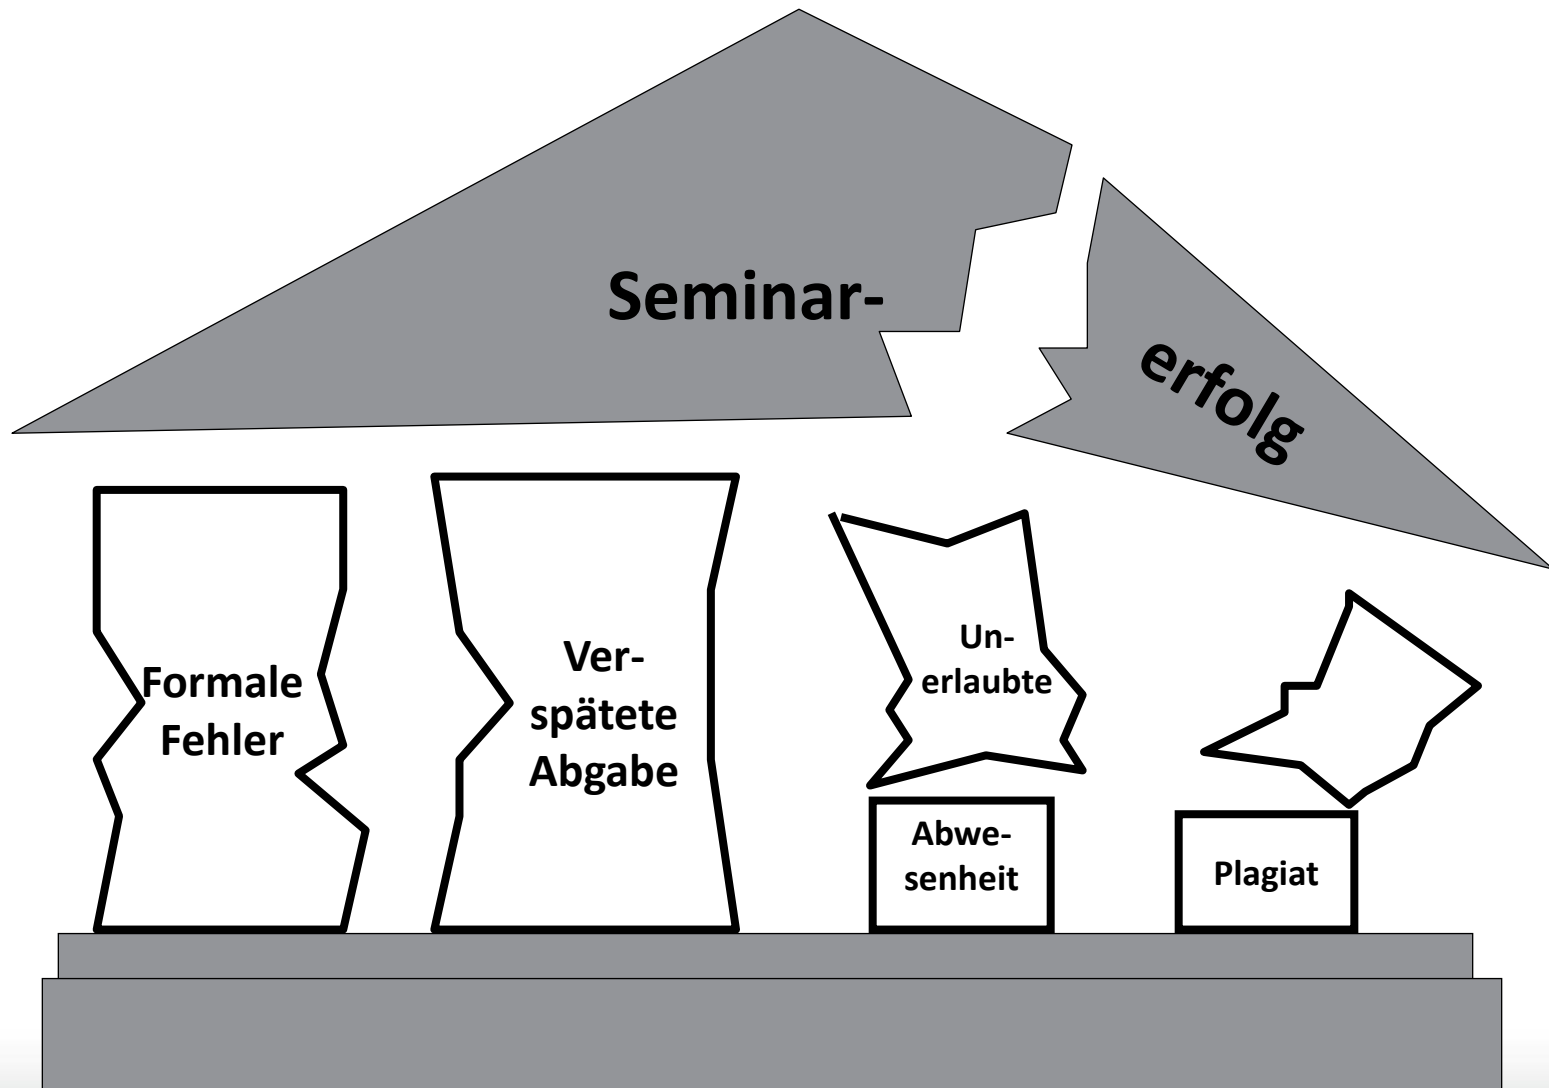 Seminar-
erfolg
Formale
Fehler
Ver-
spätete
Abgabe
Un-
erlaubte
Abwe-
senheit
Plagiat